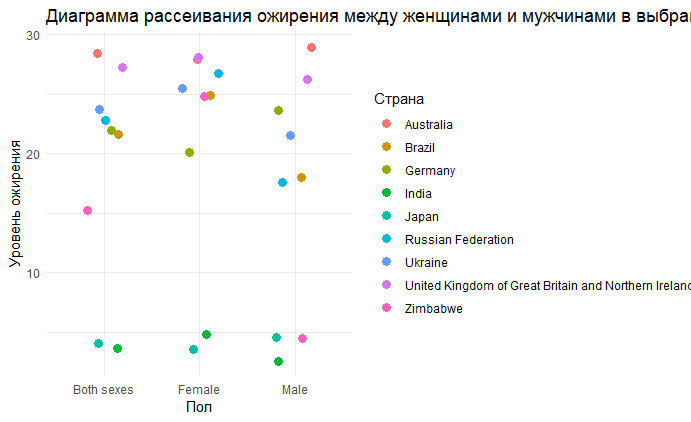 Диаграмма рассеивания ожирения между женщинами и мужчинами в выбра
30
20
10
Уровень ожирения
Both sexes
Female
Male
Пол
Страна
Australia
Brazil
Germany
India
Japan
Russian Federation
Ukraine
United Kingdom of Great Britain and Northern Ireland
Zimbabwe